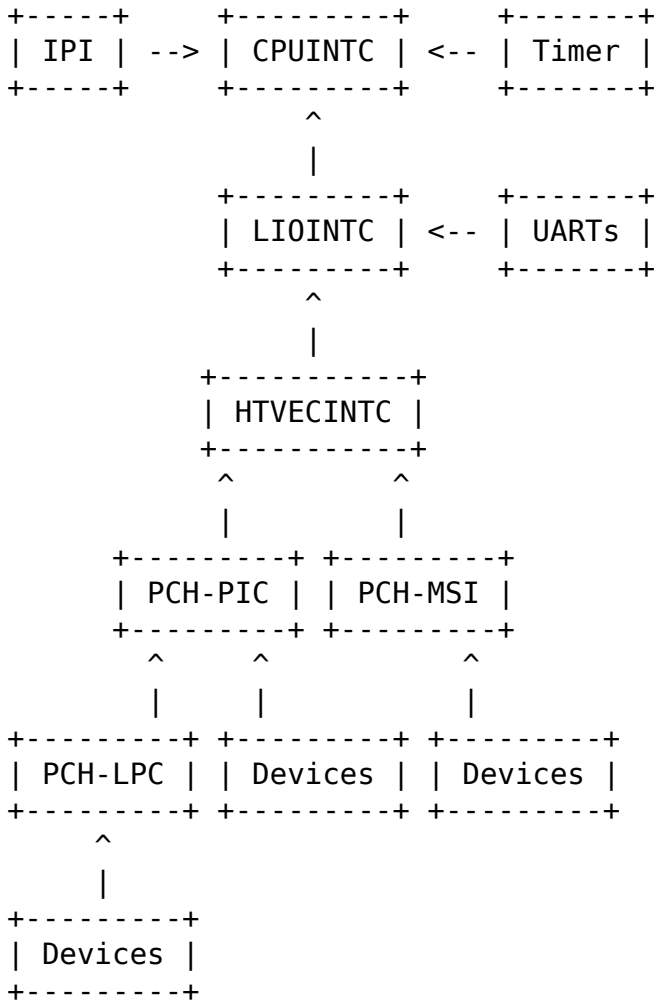 IPI --> CPUINTC <-- Timer
LIOINTC <-- UARTs
HTVECINTC
PCH-PIC PCH-MSI
PCH-LPC Devices Devices
Devices